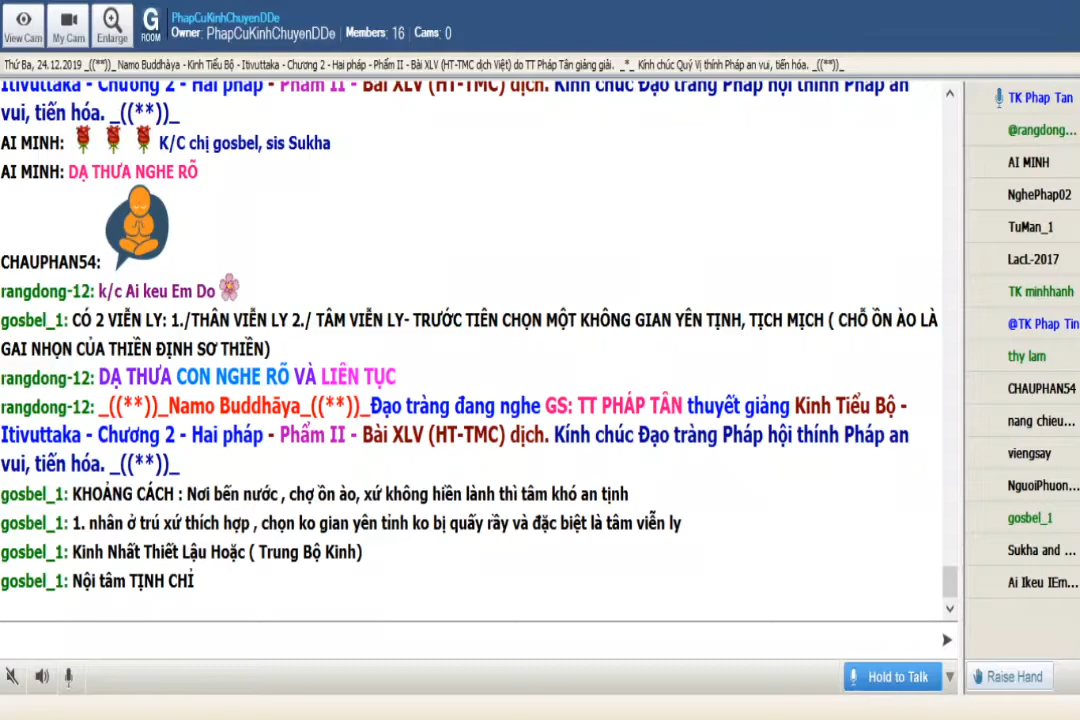 View Cam My Cam Enlarge G ROOM
PhapCuKinhChuyenDDe
Owner: PhapCuKinhChuyenDDe Members: 16 Cams: 0
Thứ Ba, 24.12.2019 _((**))_ Namo Buddhàya - Kinh Tiểu Bộ - Itivuttaka - Chương 2 - Hai pháp - Phẩm II - Bài XLV (HT-TMC dịch Việt) do TT Pháp Tân giảng giải. _*_ Kính chúc Quý Vị thính Pháp an vui, tiến hóa. _((**))_
Itivuttaka - Chương 2 - Hai pháp - Phẩm II - Bài XLV (HT-TMC) dịch. Kính chúc Đạo tràng Pháp hội thính Pháp an
vui, tiến hóa. _((**))_
AI MINH: K/C chị gosbel, sis Sukha
AI MINH: DẠ THƯA NGHE RÕ
CHAUPHAN54:
rangdong-12: k/c Ai keu Em Do
gosbel_1: CÓ 2 VIỄN LY: 1./THÂN VIỄN LY 2./ TÂM VIỄN LY- TRƯỚC TIÊN CHỌN MỘT KHÔNG GIAN YÊN TỊNH, TỊCH MỊCH ( CHỖ ỒN ÀO LÀ
GAI NHỌN CỦA THIỀN ĐỊNH SƠ THIỀN)
rangdong-12: DẠ THƯA CON NGHE RÕ VÀ LIÊN TỤC
rangdong-12: _((**))_Namo Buddhāya_((**))_Đạo tràng đang nghe GS: TT PHÁP TÂN thuyết giảng Kinh Tiểu Bộ -
Itivuttaka - Chương 2 - Hai pháp - Phẩm II - Bài XLV (HT-TMC) dịch. Kính chúc Đạo tràng Pháp hội thính Pháp an
vui, tiến hóa. _((**))_
gosbel_1: KHOẢNG CÁCH : Nơi bến nước , chợ ồn ào, xứ không hiền lành thì tâm khó an tịnh
gosbel_1: 1. nhân ở trú xứ thích hợp , chọn ko gian yên tỉnh ko bị quấy rầy và đặc biệt là tâm viễn ly
gosbel_1: Kinh Nhất Thiết Lậu Hoặc ( Trung Bộ Kinh)
gosbel_1: Nội tâm TỊNH CHỈ
Hold to Talk
TK Phap Tan
@rangdong...
AI MINH
NghePhap02
TuMan_1
LacL-2017
TK minhhanh
@TK Phap Tin
thy lam
CHAUPHAN54
nang chieu...
viengsay
NguoiPhuon...
gosbel_1
Sukha and ...
Ai Ikeu IEm...
Raise Hand